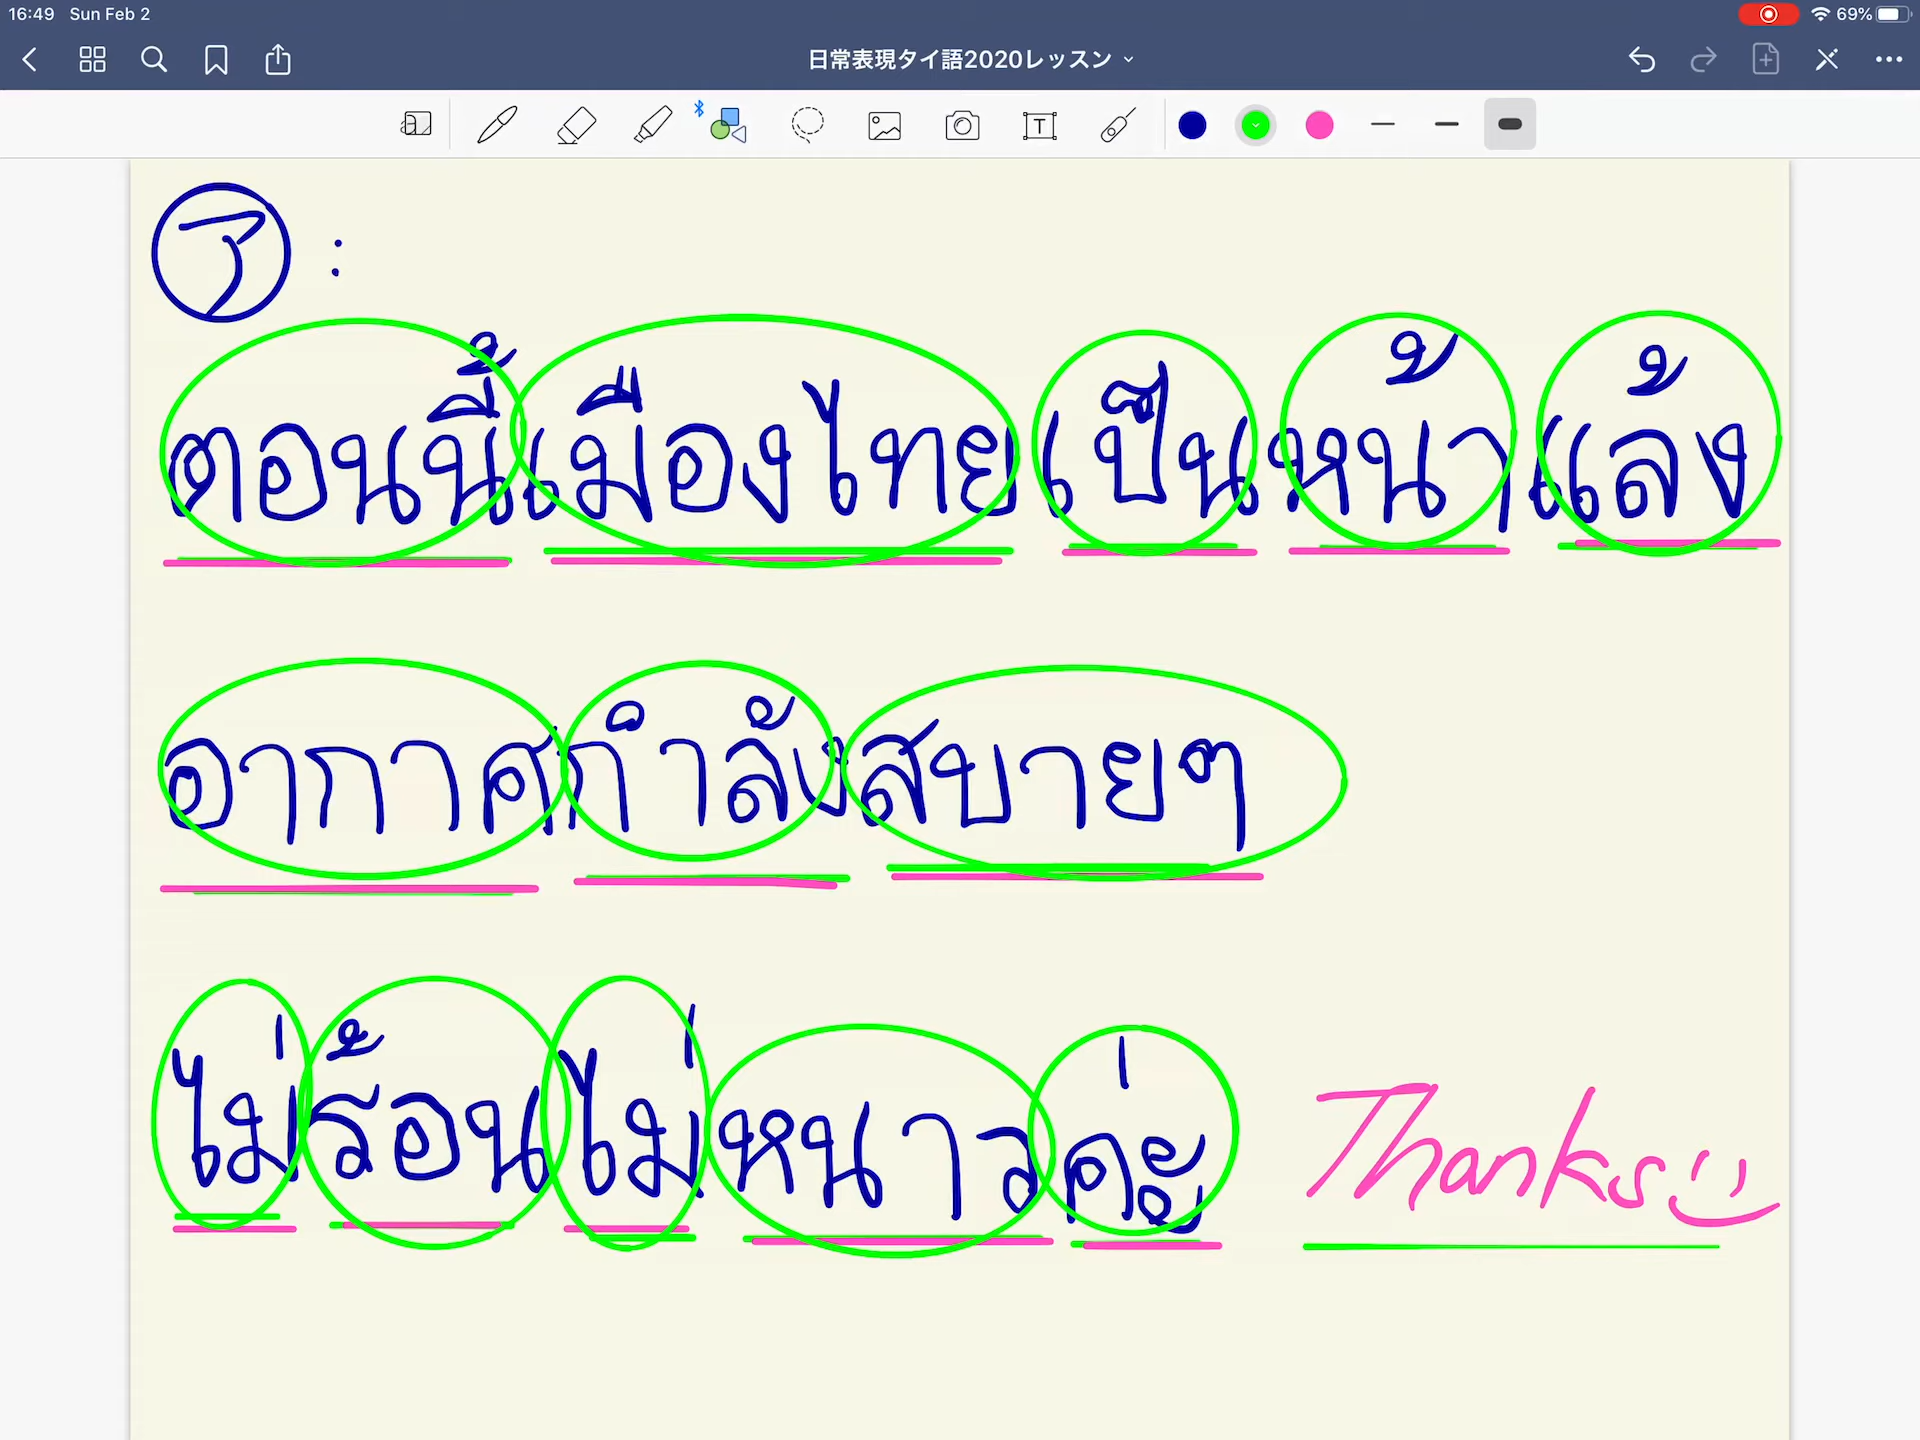 16:49 Sun Feb 2 69%
日常表現タイ語2020レッスン
ア :
ตอนนี้เมืองไทยเป็นหน้าแล้ง
อากาศกำลังสบายๆ
ไม่ร้อนไม่หนาวค่ะ Thanks